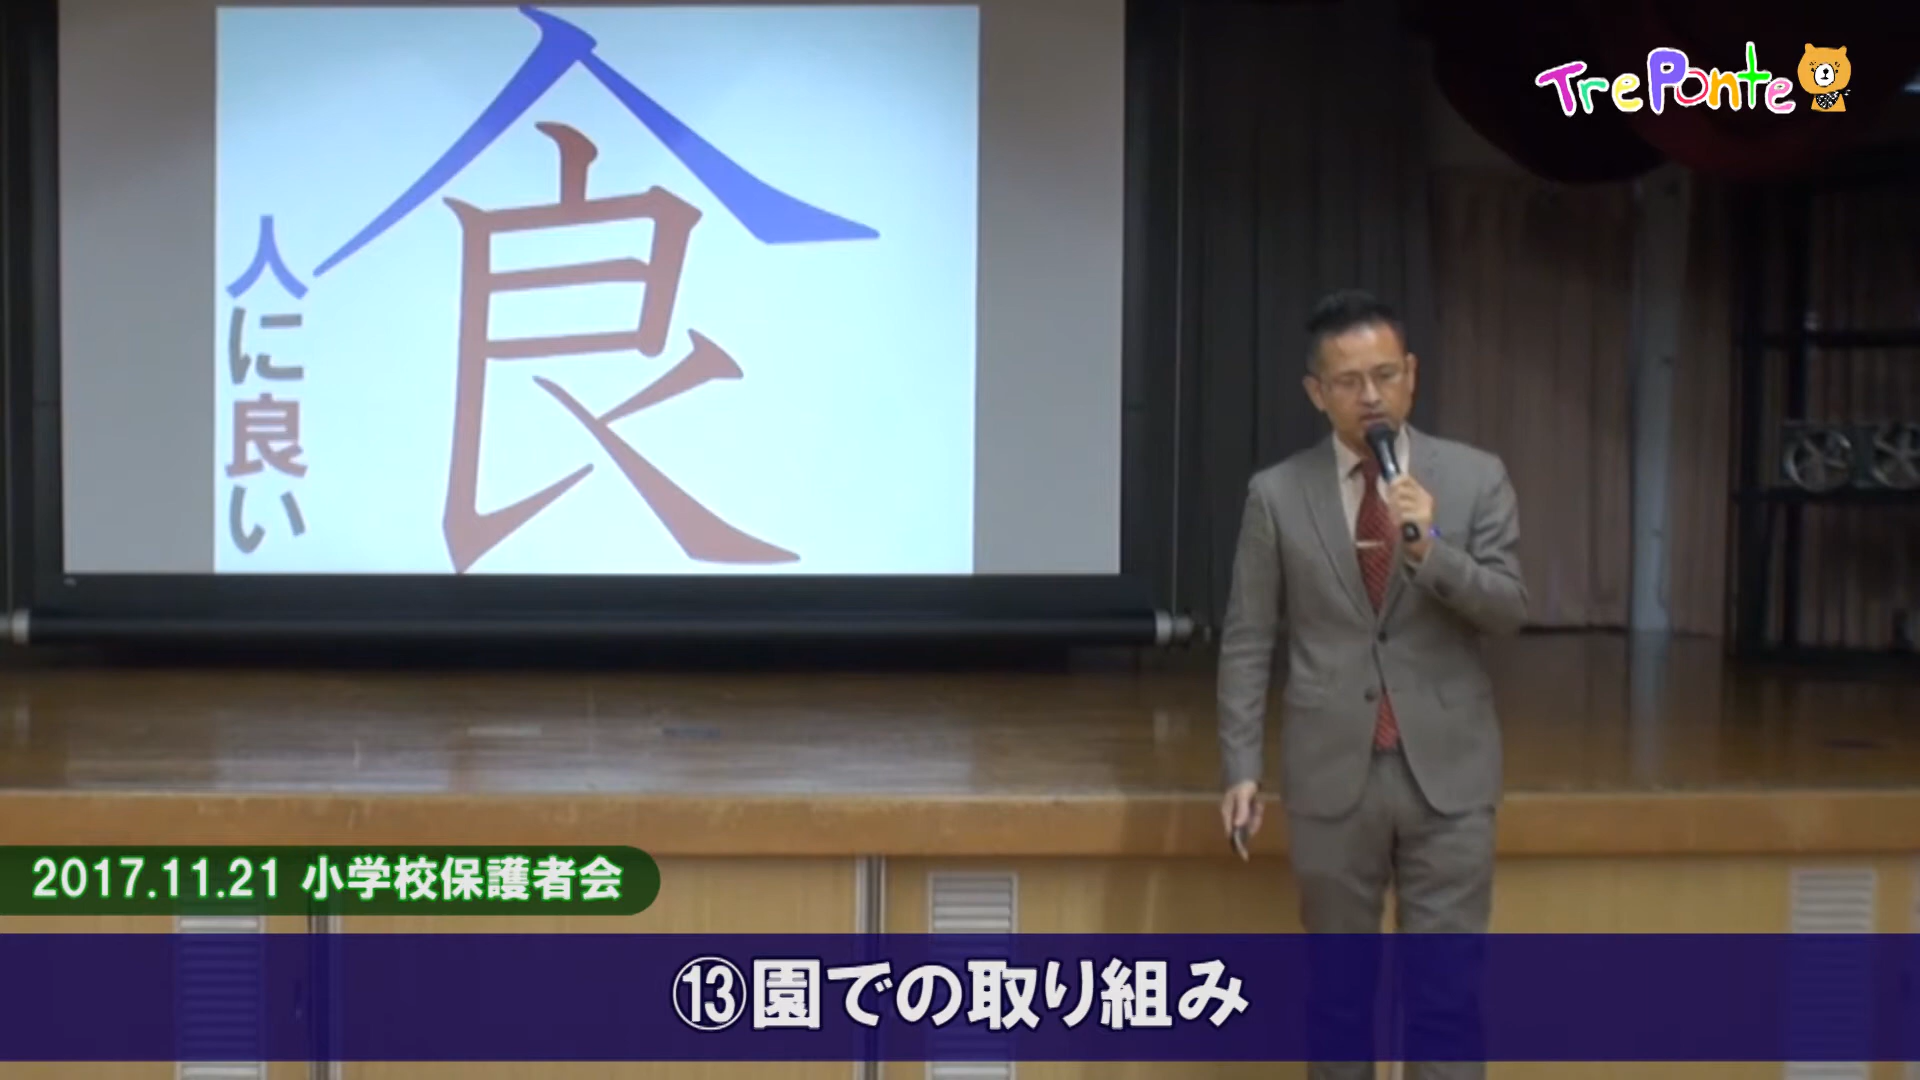 食
人に良い
TrePonte
2017.11.21 小学校保護者会
⑬園での取り組み